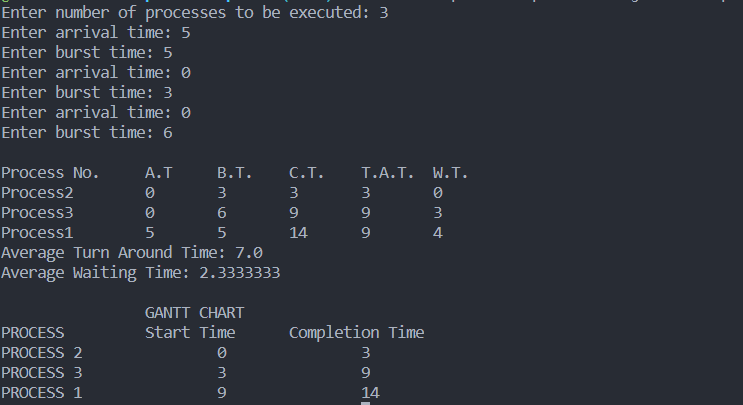 Enter number of processes to be executed: 3
Enter arrival time: 5
Enter burst time: 5
Enter arrival time: 0
Enter burst time: 3
Enter arrival time: 0
Enter burst time: 6
Process No. A.T B.T. C.T. T.A.T. W.T.
Process2 0 3 3 3 0
Process3 0 6 9 9 3
Process1 5 5 14 9 4
Average Turn Around Time: 7.0
Average Waiting Time: 2.3333333
GANTT CHART
PROCESS Start Time Completion Time
PROCESS 2 0 3
PROCESS 3 3 9
PROCESS 1 9 14